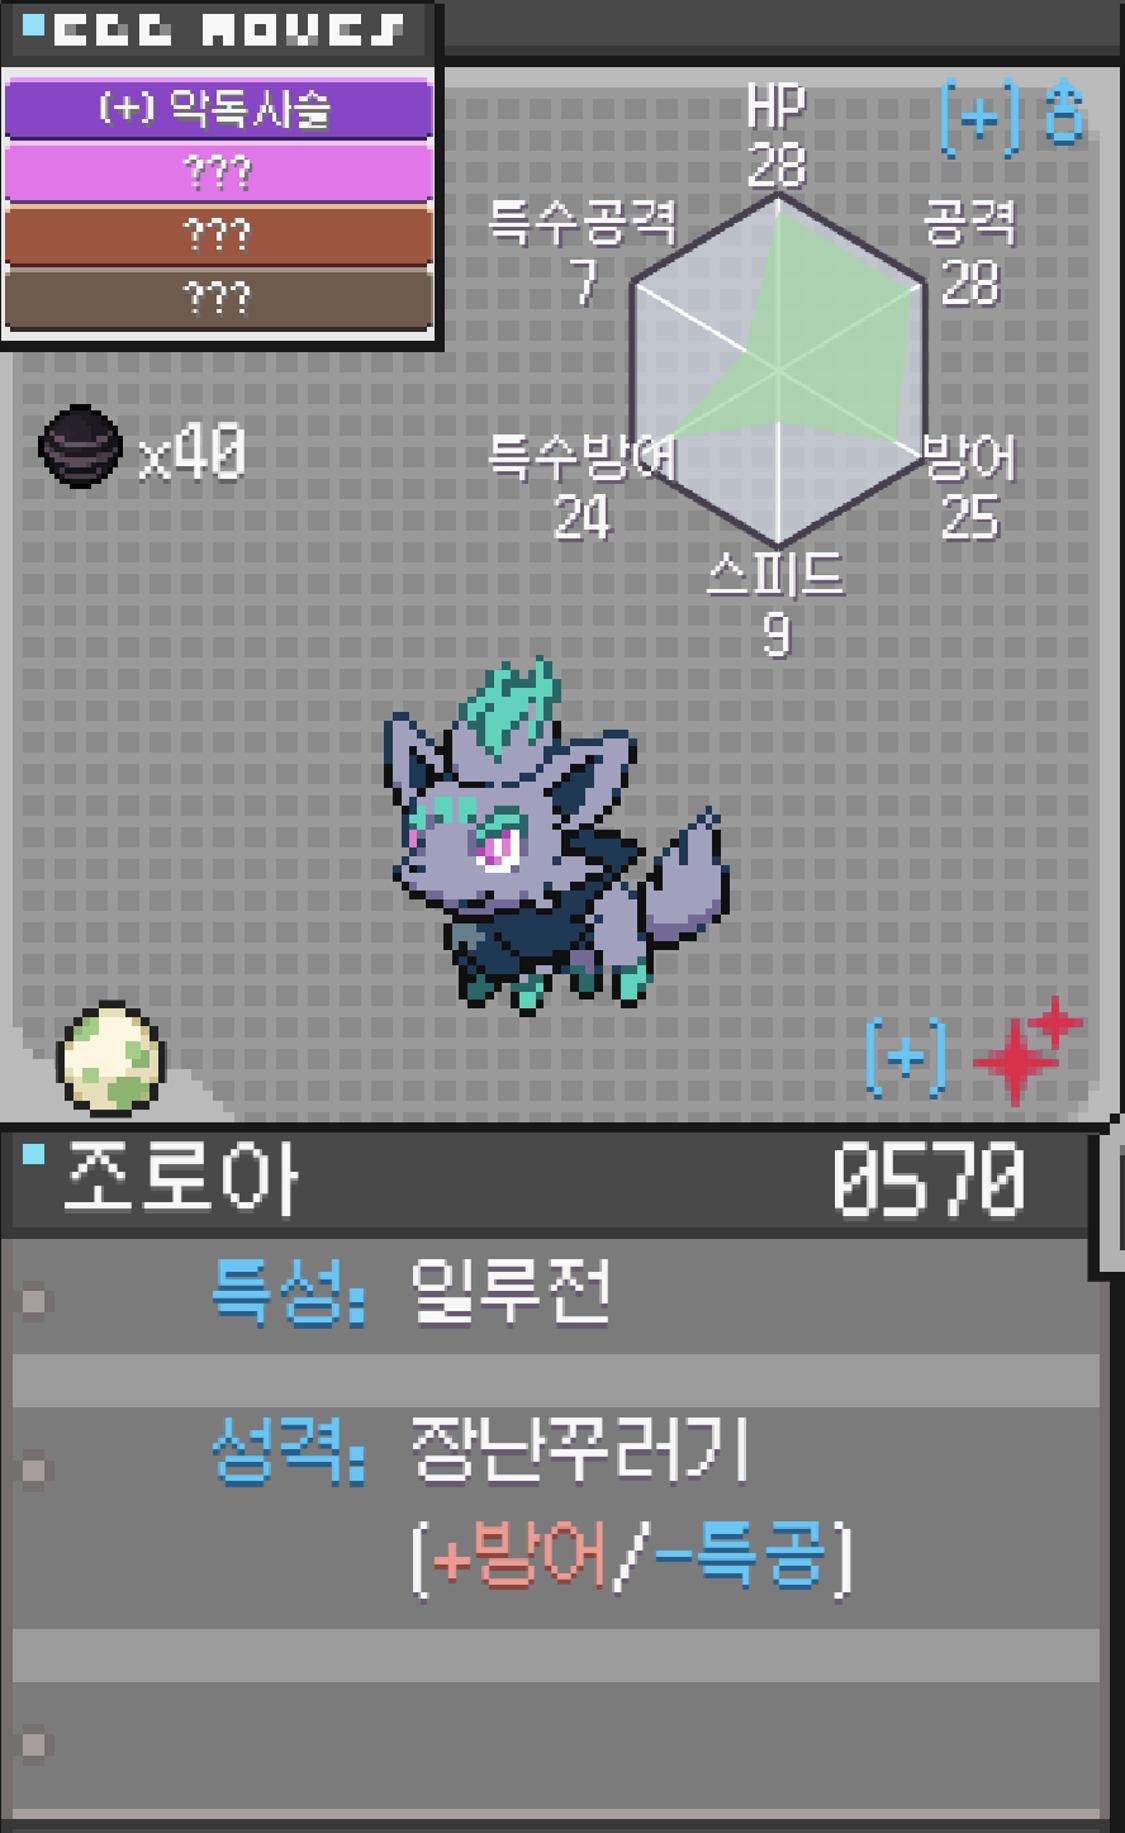 EGG MOVES
(+) 악독사슬
???
???
???
x40
(+) ♂
HP
28
특수공격
7
공격
28
특수방어
24
방어
25
스피드
9
(+)
조로아 0570
특성: 일루전
성격: 장난꾸러기
(+방어/-특공)